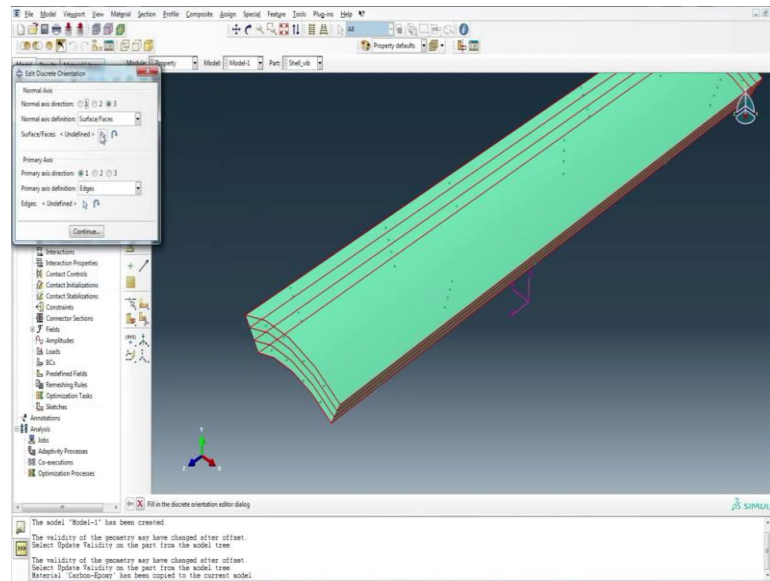 File Model Viewport View Material Section Profile Composite Assign Special Feature Tools Plug-ins Help
All
Property defaults
Module: Property Model: Model-1 Part: Shell_vib
Edit Discrete Orientation
Normal Axis
Normal axis direction: 1 2 3
Normal axis definition: Surface/Faces
Surface/Faces: < Undefined >
Primary Axis
Primary axis direction: 1 2 3
Primary axis definition: Edges
Edges: < Undefined >
Continue...
Interactions
Interaction Properties
Contact Controls
Contact Initializations
Contact Stabilizations
Constraints
Connector Sections
Fields
Amplitudes
Loads
BCs
Predefined Fields
Remeshing Rules
Optimization Tasks
Sketches
Annotations
Analysis
Jobs
Adaptivity Processes
Co-executions
Optimization Processes
Y
Z X
Fill in the discrete orientation editor dialog
SIMUL
The model "Model-1" has been created.
The validity of the geometry may have changed after offset.
Select Update Validity on the part from the model tree.
The validity of the geometry may have changed after offset.
Select Update Validity on the part from the model tree.
Material 'Carbon-Epoxy' has been copied to the current model.